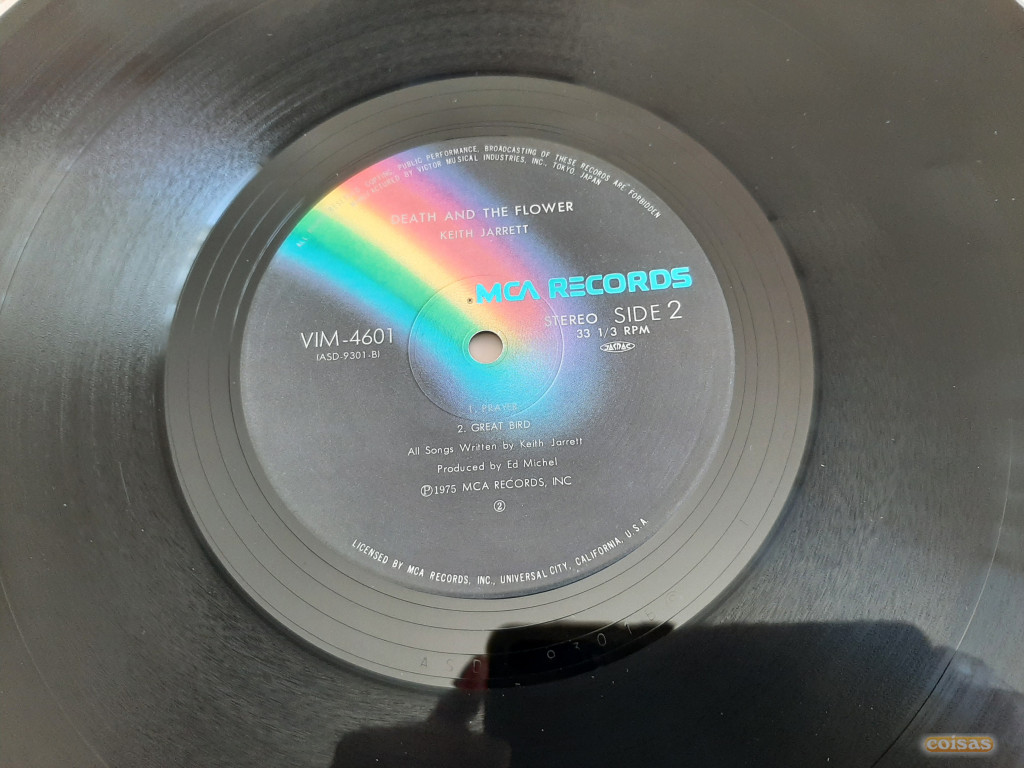 COPYING, PUBLIC PERFORMANCE, BROADCASTING OF THESE RECORDS ARE FORBIDDEN
BY VICTOR MUSICAL INDUSTRIES, INC., TOKYO, JAPAN
DEATH AND THE FLOWER
KEITH JARRETT
MCA RECORDS
®
STEREO SIDE 2
33 1/3 RPM
JASRAC
VIM-4601
(ASD-9301-B)
1. PRAYER
2. GREAT BIRD
All Songs Written by Keith Jarrett
Produced by Ed Michel
Ⓟ1975 MCA RECORDS, INC
②
LICENSED BY MCA RECORDS, INC., UNIVERSAL CITY, CALIFORNIA, U.S.A.
coisas